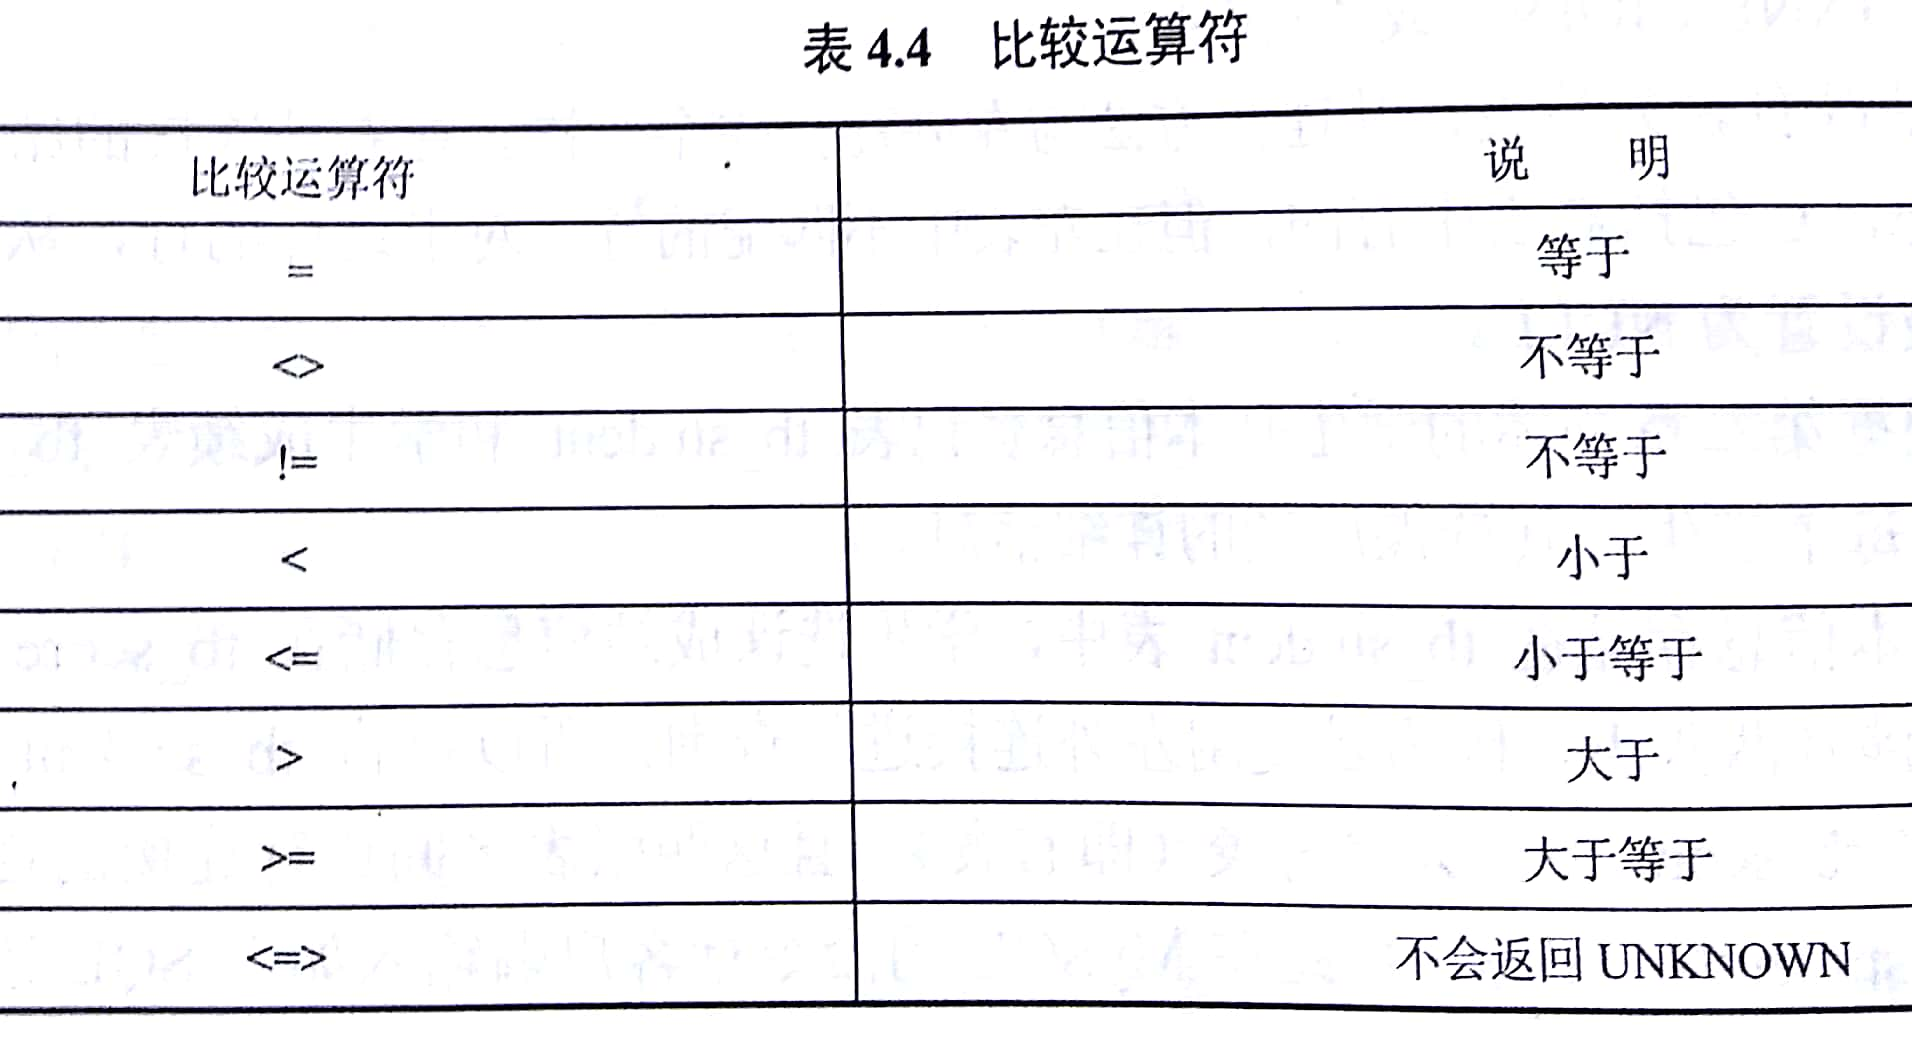 表 4.4 比较运算符
比较运算符 说 明
= 等于
<> 不等于
!= 不等于
< 小于
<= 小于等于
> 大于
>= 大于等于
<=> 不会返回 UNKNOWN